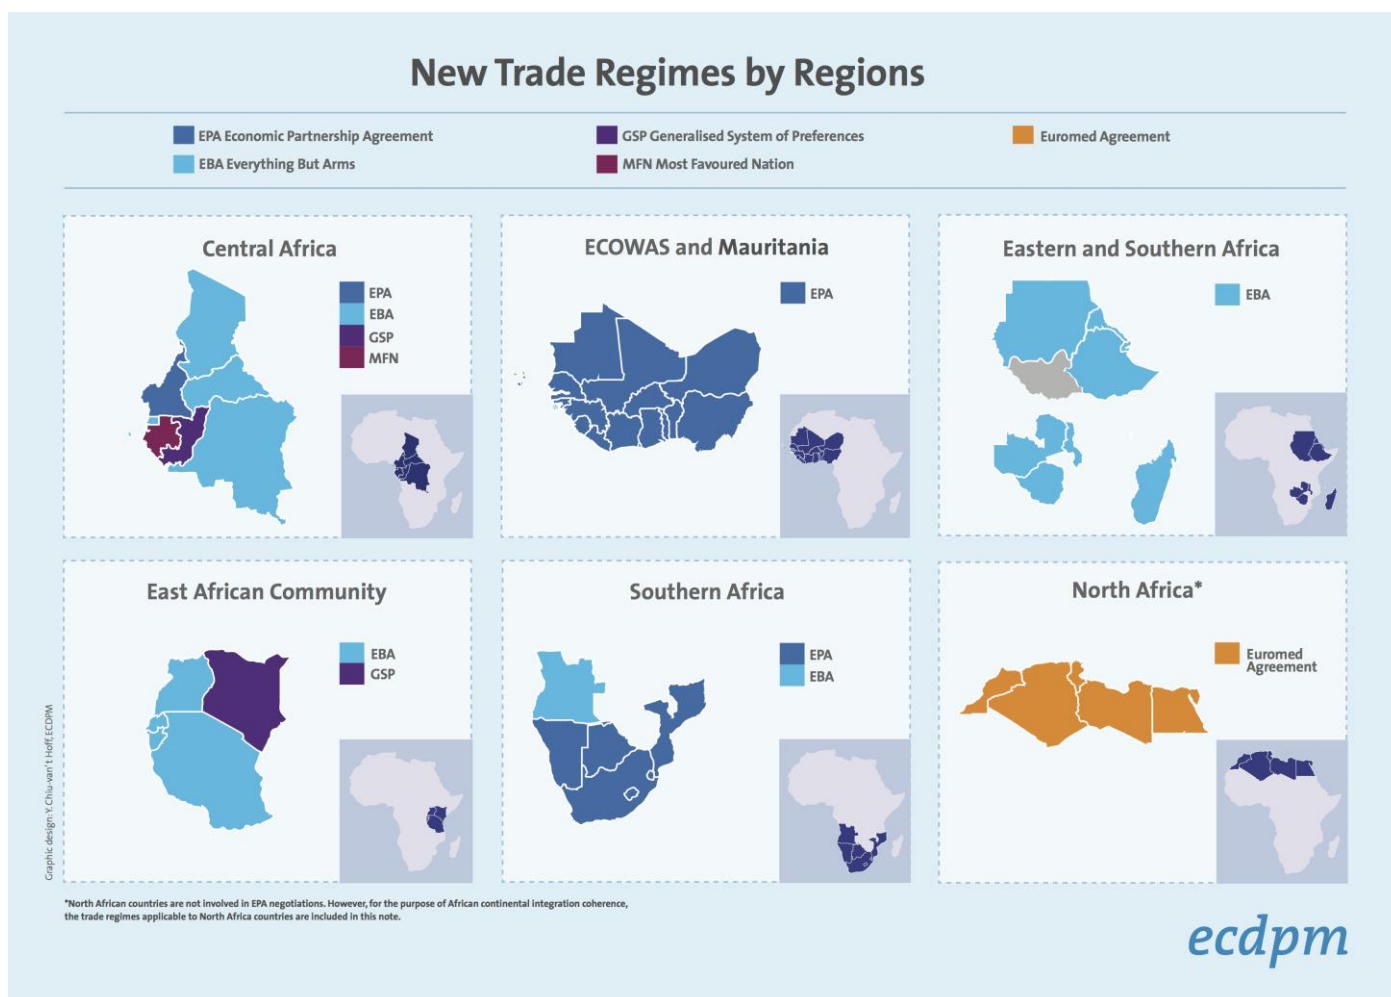 New Trade Regimes by Regions
EPA Economic Partnership Agreement
GSP Generalised System of Preferences
Euromed Agreement
EBA Everything But Arms
MFN Most Favoured Nation
Central Africa
EPA
EBA
GSP
MFN
ECOWAS and Mauritania
EPA
Eastern and Southern Africa
EBA
East African Community
EBA
GSP
Southern Africa
EPA
EBA
North Africa*
Euromed
Agreement
Graphic design: Y. Chiu-van't Hoff, ECDPM
*North African countries are not involved in EPA negotiations. However, for the purpose of African continental integration coherence,
the trade regimes applicable to North Africa countries are included in this note.
ecdpm